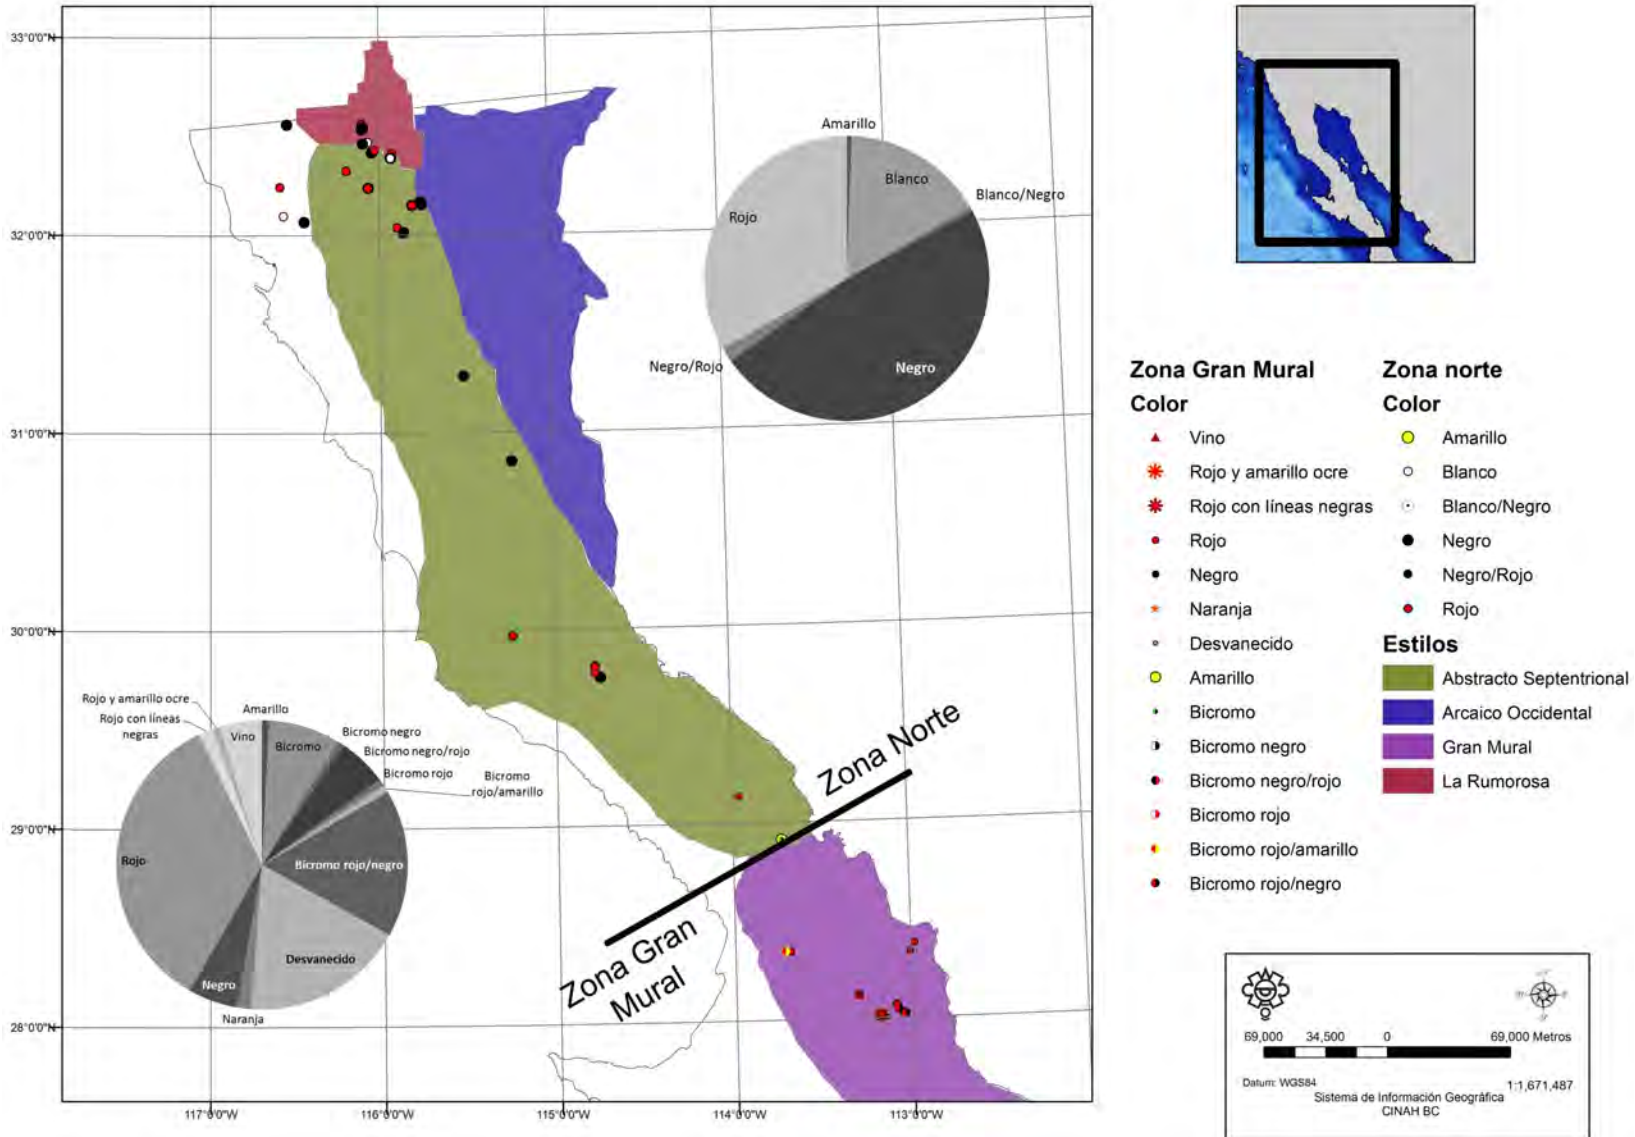 33°0'0"N
32°0'0"N
31°0'0"N
30°0'0"N
29°0'0"N
28°0'0"N
117°0'0"W
116°0'0"W
115°0'0"W
114°0'0"W
113°0'0"W
Amarillo
Blanco
Blanco/Negro
Rojo
Negro/Rojo
Negro
Rojo y amarillo ocre
Amarillo
Rojo con líneas
negras
Vino
Bicromo
Bicromo negro
Bicromo negro/rojo
Bicromo rojo
Bicromo
rojo/amarillo
Rojo
Bicromo rojo/negro
Desvanecido
Negro
Naranja
Zona Norte
Zona Gran
Mural
Zona Gran Mural
Color
Vino
Rojo y amarillo ocre
Rojo con líneas negras
Rojo
Negro
Naranja
Desvanecido
Amarillo
Bicromo
Bicromo negro
Bicromo negro/rojo
Bicromo rojo
Bicromo rojo/amarillo
Bicromo rojo/negro
Zona norte
Color
Amarillo
Blanco
Blanco/Negro
Negro
Negro/Rojo
Rojo
Estilos
Abstracto Septentrional
Arcaico Occidental
Gran Mural
La Rumorosa
69,000 34,500 0 69,000 Metros
Datum: WGS84
1:1,671,487
Sistema de Información Geográfica
CINAH BC